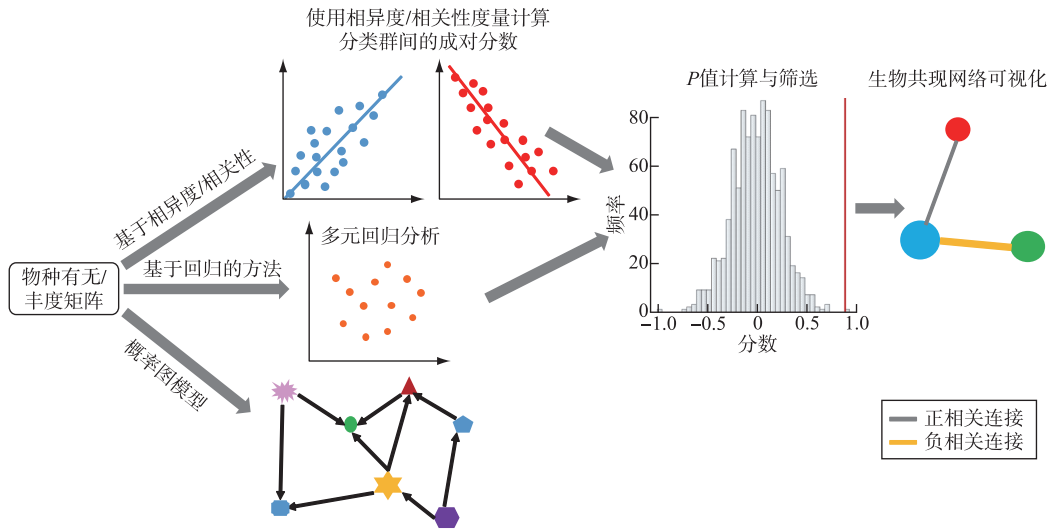 使用相异度/相关性度量计算
分类群间的成对分数
基于相异度/相关性
物种有无/
丰度矩阵
基于回归的方法
多元回归分析
概率图模型
P值计算与筛选
频率
80
60
40
20
0
-1.0
-0.5
0
0.5
1.0
分数
生物共现网络可视化
正相关连接
负相关连接